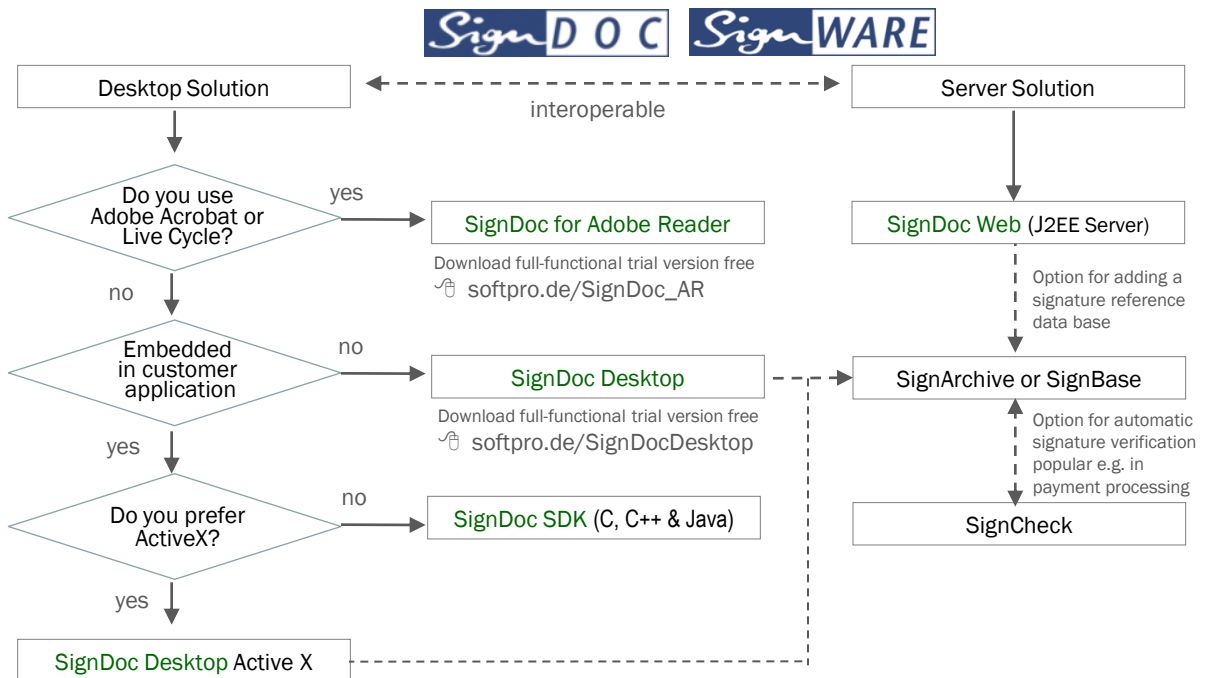 SignDOC SignWARE
Desktop Solution
interoperable
Server Solution
Do you use
Adobe Acrobat or
Live Cycle?
yes
SignDoc for Adobe Reader
Download full-functional trial version free
softpro.de/SignDoc_AR
SignDoc Web (J2EE Server)
Option for adding a
signature reference
data base
no
Embedded
in customer
application
no
SignDoc Desktop
Download full-functional trial version free
softpro.de/SignDocDesktop
SignArchive or SignBase
Option for automatic
signature verification
popular e.g. in
payment processing
yes
Do you prefer
ActiveX?
no
SignDoc SDK (C, C++ & Java)
SignCheck
yes
SignDoc Desktop Active X